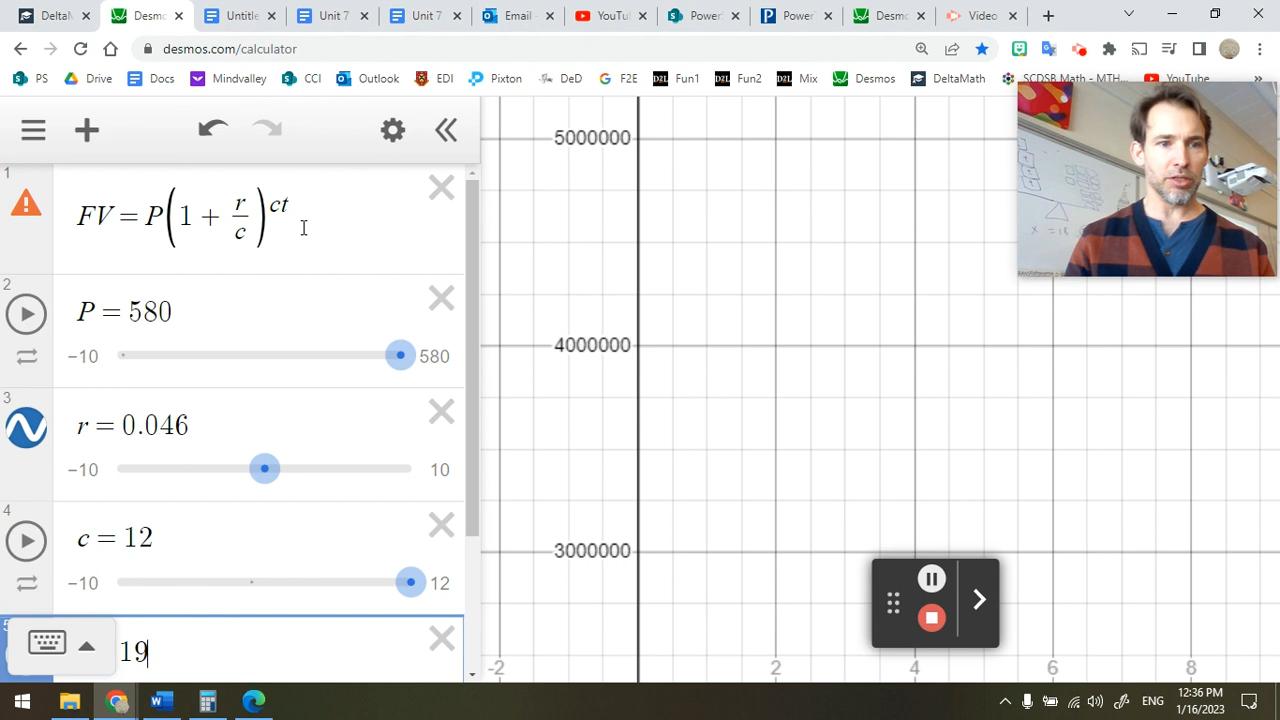 DeltaM
Desmo
Untitle
Unit 7
Unit 7
Email -
YouTu
Power
Power
Desmo
Video
desmos.com/calculator
PS
Drive
Docs
Mindvalley
CCI
Outlook
EDI
Pixton
DeD
F2E
Fun1
Fun2
Mix
Desmos
DeltaMath
SCDSB Math - MTH...
YouTube
1
FV = P(1 + r/c)^ct
2
P = 580
-10
580
3
r = 0.046
-10
10
4
c = 12
-10
12
5
19
5000000
4000000
3000000
-2
2
4
6
8
ENG
12:36 PM
1/16/2023